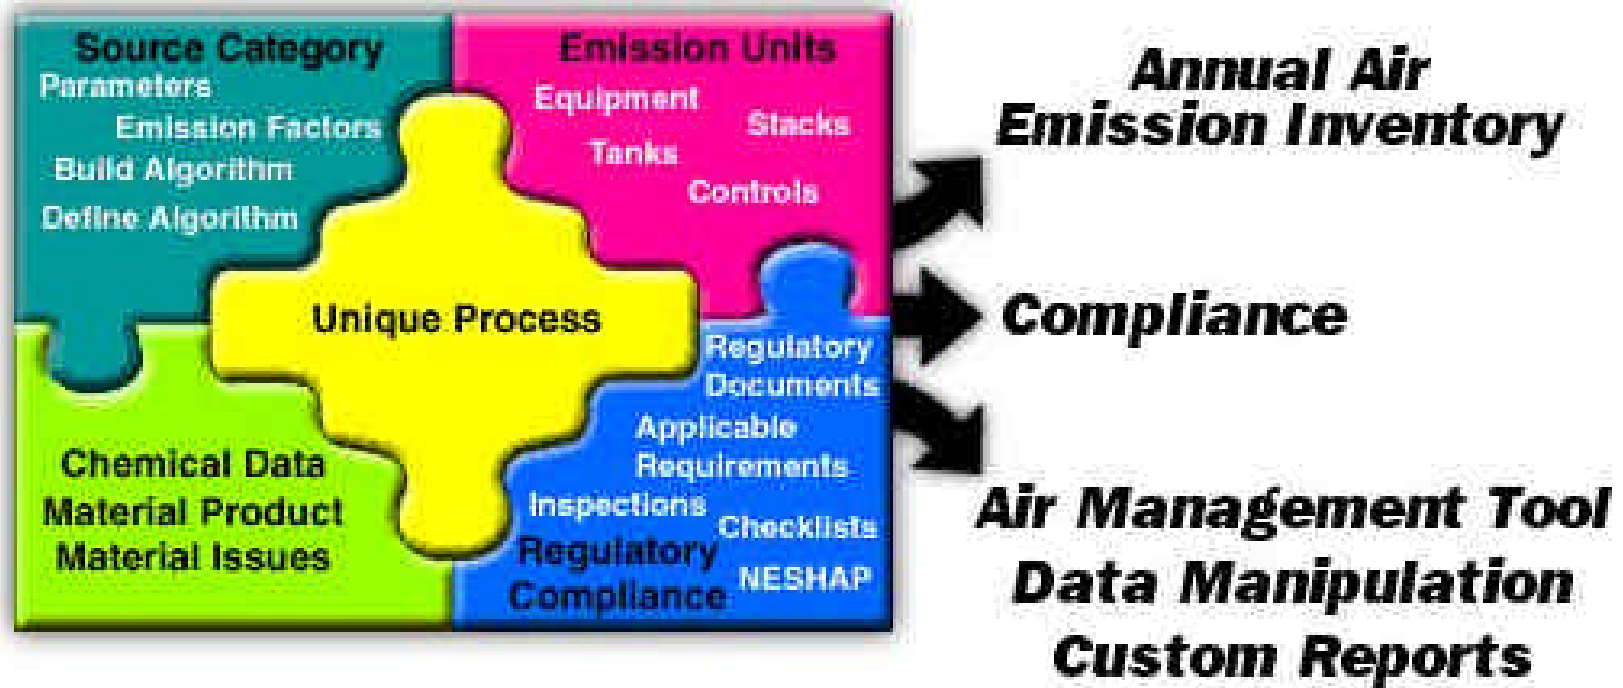 Source Category
Parameters
Emission Factors
Build Algorithm
Define Algorithm
Emission Units
Equipment
Stacks
Tanks
Controls
Unique Process
Chemical Data
Material Product
Material Issues
Regulatory
Documents
Applicable
Requirements
Inspections
Checklists
Regulatory
Compliance
NESHAP
Annual Air
Emission Inventory
Compliance
Air Management Tool
Data Manipulation
Custom Reports